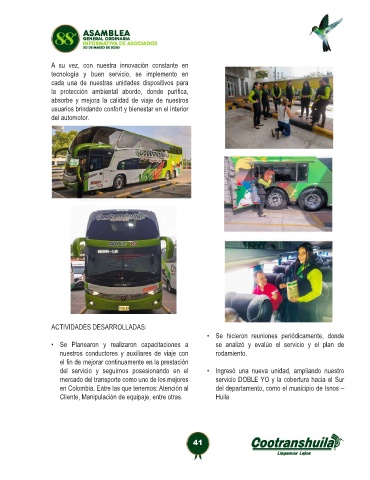 88
ASAMBLEA
GENERAL ORDINARIA
INFORMATIVA DE ASOCIADOS
A su vez, con nuestra innovación constante en
tecnología y buen servicio, se implemento en
cada una de nuestras unidades dispositivos para
la protección ambiental abordo, donde purifica,
absorbe y mejora la calidad de viaje de nuestros
usuarios brindando confort y bienestar en el interior
del automotor.
Cootranshuila
ACTIVIDADES DESARROLLADAS:
• Se Planearon y realizaron capacitaciones a
nuestros conductores y auxiliares de viaje con
el fin de mejorar continuamente en la prestación
del servicio y seguirnos posesionando en el
mercado del transporte como uno de los mejores
en Colombia, Entre las que tenemos: Atención al
Cliente, Manipulación de equipaje, entre otras.
• Se hicieron reuniones periódicamente, donde
se analizó y evalúo el servicio y el plan de
rodamiento.
• Ingresó una nueva unidad, ampliando nuestro
servicio DOBLE YO y la cobertura hacia el Sur
del departamento, como el municipio de Isnos –
Huila
41
Cootranshuila
Llegamos Lejos